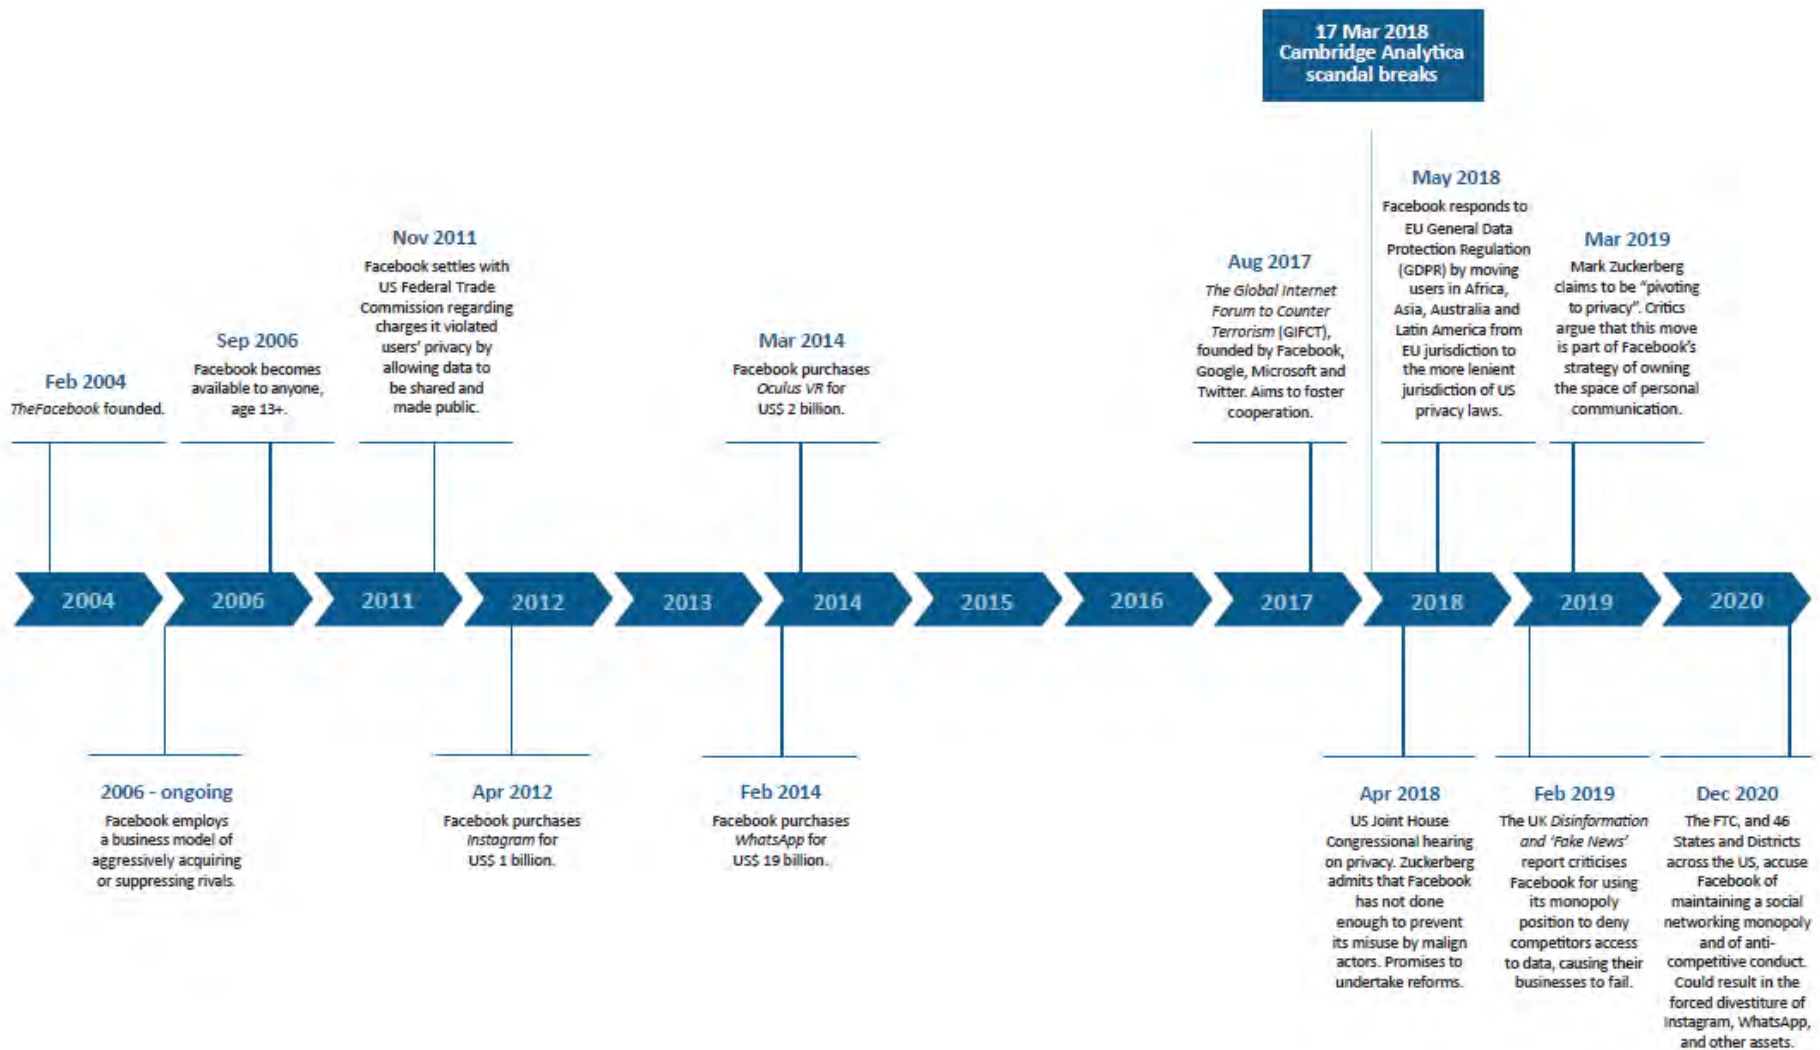 17 Mar 2018
Cambridge Analytica
scandal breaks
Feb 2004
TheFacebook founded.
Sep 2006
Facebook becomes
available to anyone,
age 13+.
Nov 2011
Facebook settles with
US Federal Trade
Commission regarding
charges it violated
users' privacy by
allowing data to
be shared and
made public.
Mar 2014
Facebook purchases
Oculus VR for
US$ 2 billion.
Aug 2017
The Global Internet
Forum to Counter
Terrorism (GIFCT),
founded by Facebook,
Google, Microsoft and
Twitter. Aims to foster
cooperation.
May 2018
Facebook responds to
EU General Data
Protection Regulation
(GDPR) by moving
users in Africa,
Asia, Australia and
Latin America from
EU jurisdiction to
the more lenient
jurisdiction of US
privacy laws.
Mar 2019
Mark Zuckerberg
claims to be “pivoting
to privacy”. Critics
argue that this move
is part of Facebook's
strategy of owning
the space of personal
communication.
2004
2006
2011
2012
2013
2014
2015
2016
2017
2018
2019
2020
2006 - ongoing
Facebook employs
a business model of
aggressively acquiring
or suppressing rivals.
Apr 2012
Facebook purchases
Instagram for
US$ 1 billion.
Feb 2014
Facebook purchases
WhatsApp for
US$ 19 billion.
Apr 2018
US Joint House
Congressional hearing
on privacy. Zuckerberg
admits that Facebook
has not done
enough to prevent
its misuse by malign
actors. Promises to
undertake reforms.
Feb 2019
The UK Disinformation
and ‘Fake News’
report criticises
Facebook for using
its monopoly
position to deny
competitors access
to data, causing their
businesses to fail.
Dec 2020
The FTC, and 46
States and Districts
across the US, accuse
Facebook of
maintaining a social
networking monopoly
and of anti-
competitive conduct.
Could result in the
forced divestiture of
Instagram, WhatsApp,
and other assets.